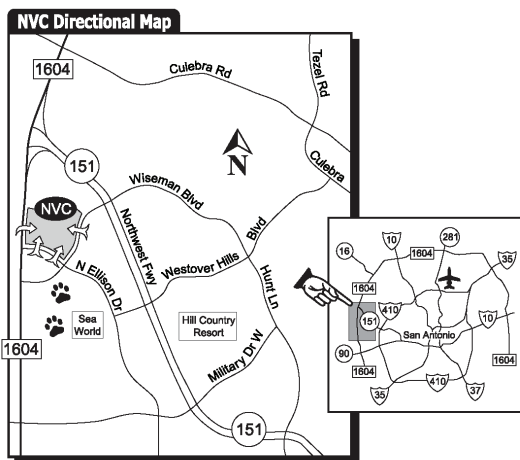 NVC Directional Map
1604
Culebra Rd
Tezel Rd
N
Culebra
151
Wiseman Blvd
NVC
Northwest Fwy
Westover Hills Blvd
Hunt Ln
N Ellison Dr
Sea
World
Hill Country
Resort
Military Dr W
1604
151
281
10
16
1604
35
1604
410
151
10
San Antonio
90
1604
1604
35
410
37